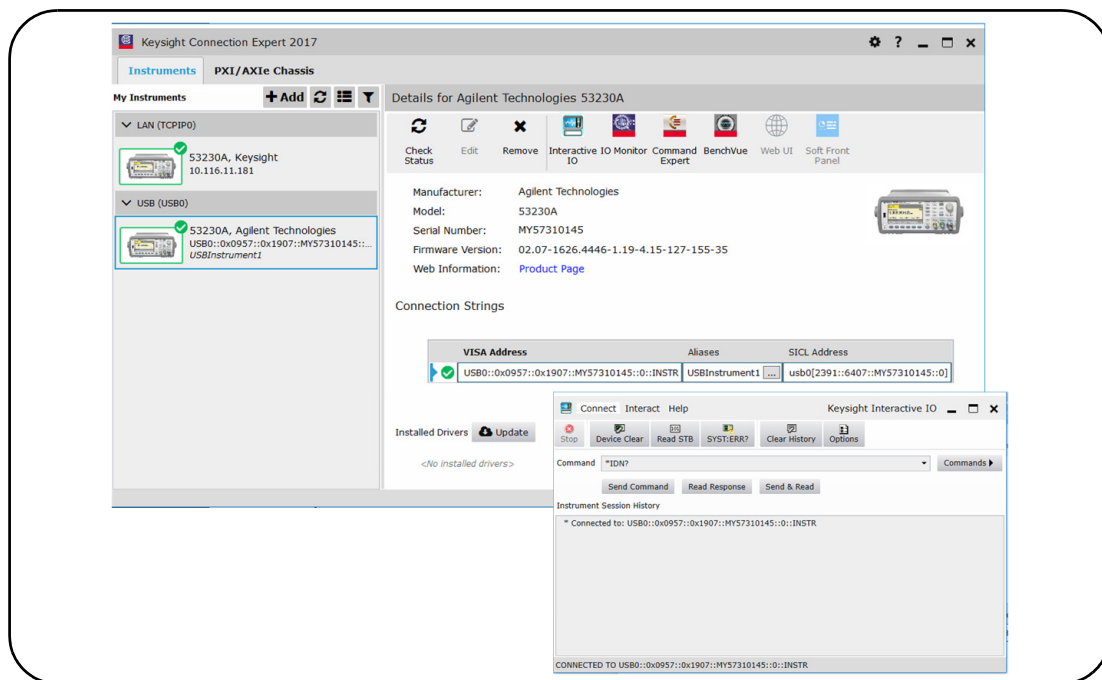 Keysight Connection Expert 2017
?
Instruments PXI/AXIe Chassis
My Instruments
Add
LAN (TCPIP0)
53230A, Keysight
10.116.11.181
USB (USB0)
53230A, Agilent Technologies
USB0::0x0957::0x1907::MY57310145::...
USBInstrument1
Details for Agilent Technologies 53230A
Check Status
Edit
Remove
Interactive IO
IO Monitor
Command Expert
BenchVue
Web UI
Soft Front Panel
Manufacturer: Agilent Technologies
Model: 53230A
Serial Number: MY57310145
Firmware Version: 02.07-1626.4446-1.19-4.15-127-155-35
Web Information: Product Page
Connection Strings
VISA Address Aliases SICL Address
USB0::0x0957::0x1907::MY57310145::0::INSTR USBInstrument1 ... usb0[2391::6407::MY57310145::0]
Installed Drivers Update
<No installed drivers>
Connect Interact Help Keysight Interactive IO
Stop Device Clear Read STB SYST:ERR? Clear History Options
Command *IDN? Commands
Send Command Read Response Send & Read
Instrument Session History
* Connected to: USB0::0x0957::0x1907::MY57310145::0::INSTR
CONNECTED TO USB0::0x0957::0x1907::MY57310145::0::INSTR